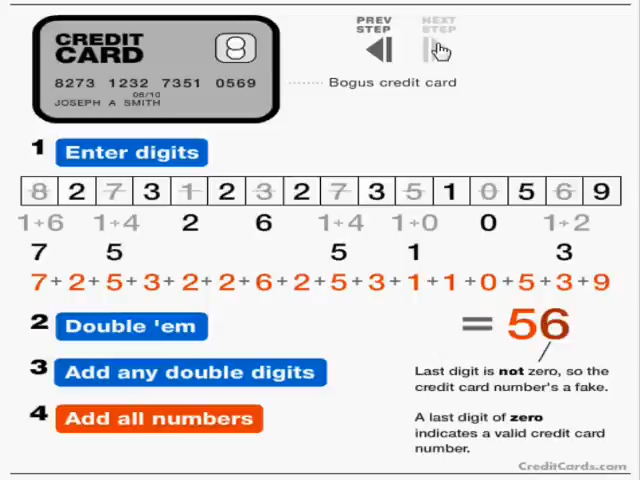 CREDIT
CARD
8
8273 1232 7351 0569
08/10
JOSEPH A SMITH
PREV
STEP
NEXT
STEP
Bogus credit card
1 Enter digits
8 2 7 3 1 2 3 2 7 3 5 1 0 5 6 9
1+6 1+4 2 6 1+4 1+0 0 1+2
7 5 5 1 3
7+2+5+3+2+2+6+2+5+3+1+1+0+5+3+9
2 Double 'em
= 56
3 Add any double digits
Last digit is not zero, so the
credit card number's a fake.
4 Add all numbers
A last digit of zero
indicates a valid credit card
number.
CreditCards.com